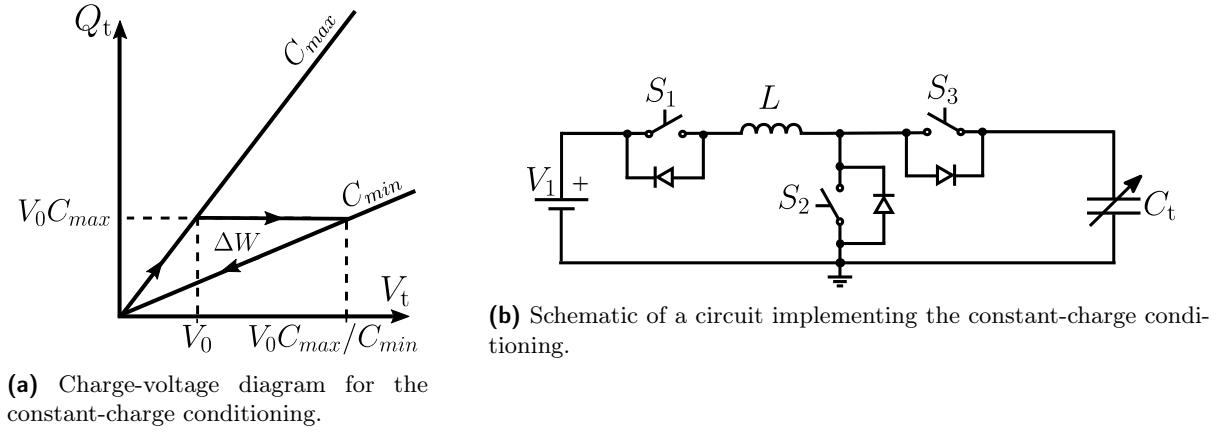 Q_t
C_max
C_min
V_0C_max
ΔW
V_t
V_0
V_0C_max/C_min
(a) Charge-voltage diagram for the
constant-charge conditioning.
S_1
L
S_3
V_1
+
S_2
C_t
(b) Schematic of a circuit implementing the constant-charge condi-
tioning.